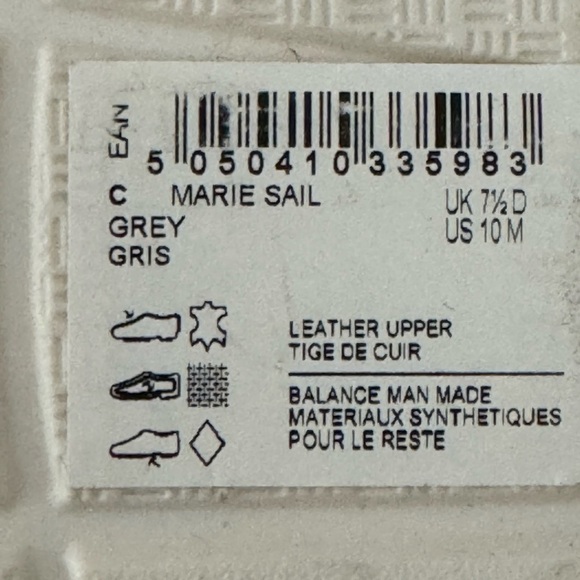 EAN
5 050410 335983
C MARIE SAIL
UK 7½ D
GREY
US 10 M
GRIS
LEATHER UPPER
TIGE DE CUIR
BALANCE MAN MADE
MATERIAUX SYNTHETIQUES
POUR LE RESTE